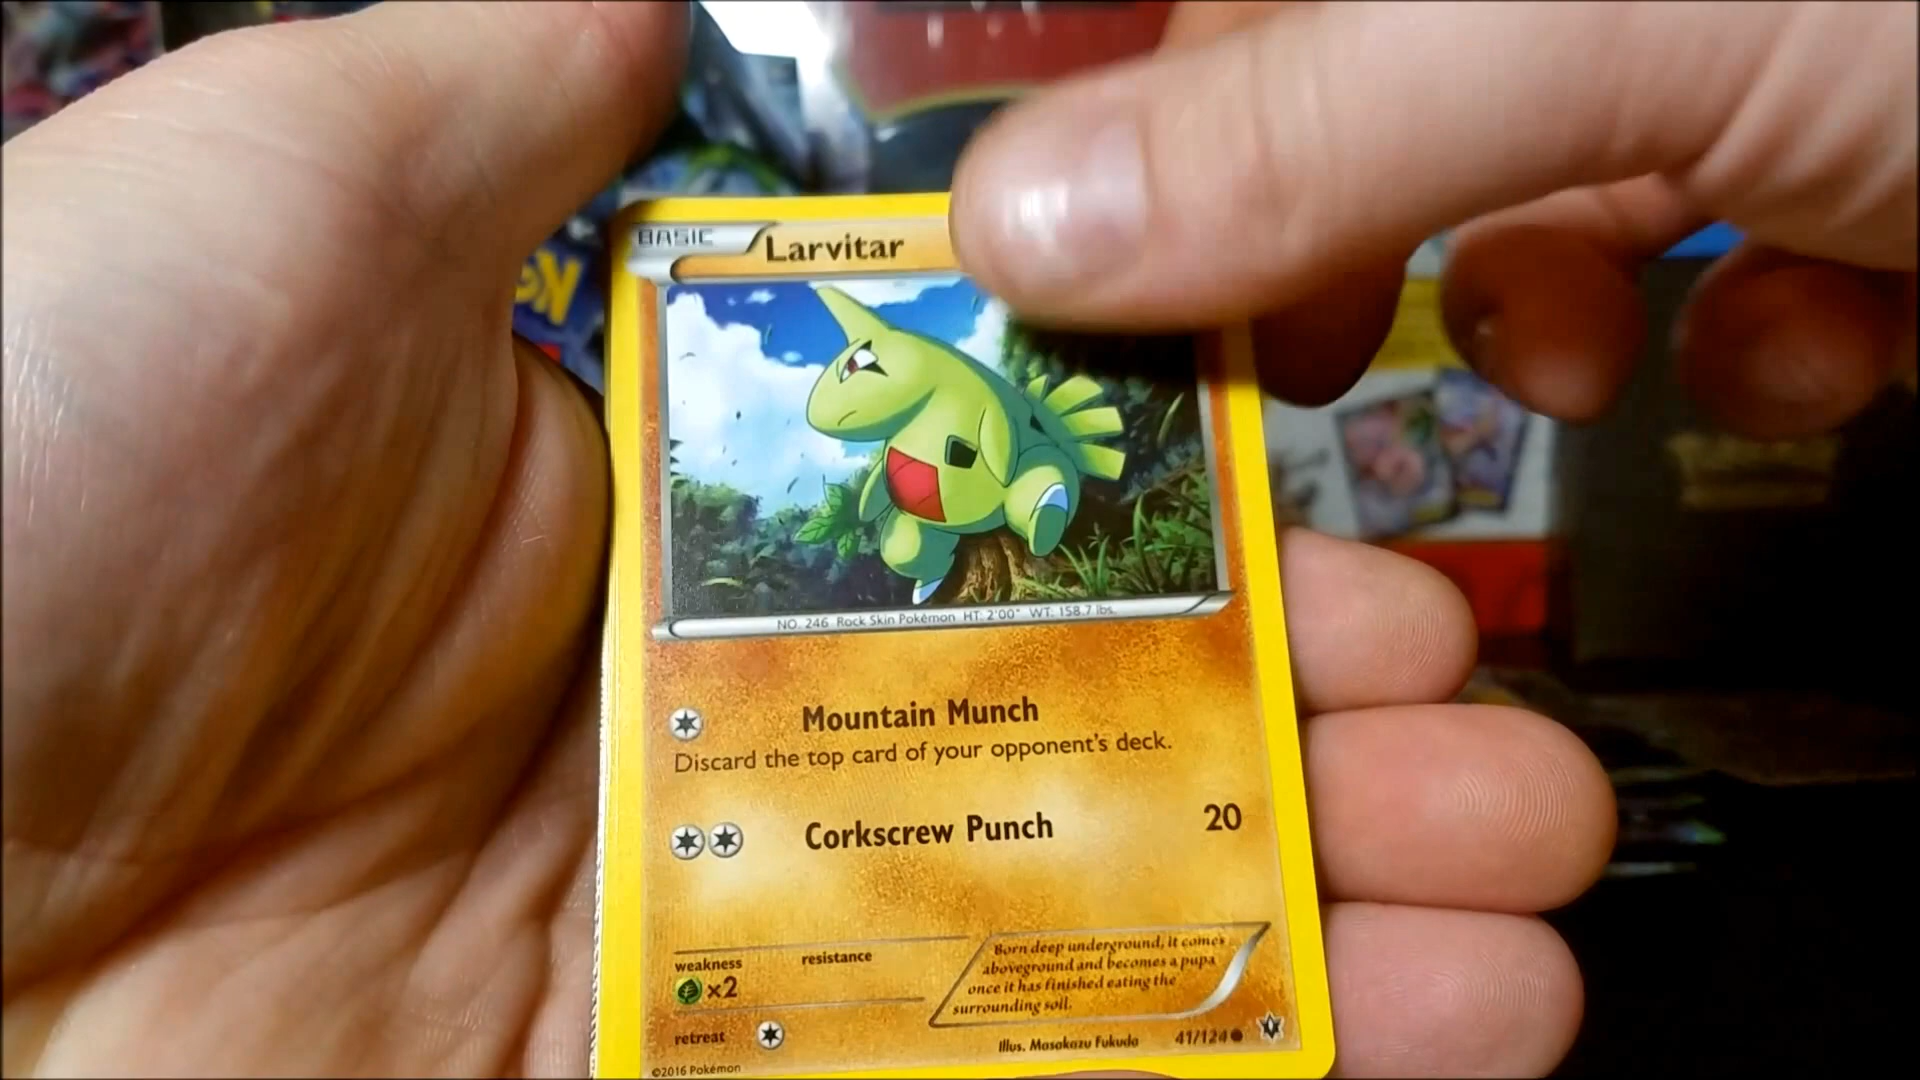 BASIC
Larvitar
NO. 246 Rock Skin Pokémon HT: 2'00" WT: 158.7 lbs.
Mountain Munch
Discard the top card of your opponent's deck.
Corkscrew Punch 20
weakness
resistance
x2
Born deep underground, it comes
aboveground and becomes a pupa
once it has finished eating the
surrounding soil.
retreat
Illus. Masakazu Fukuda
41/124
©2016 Pokémon